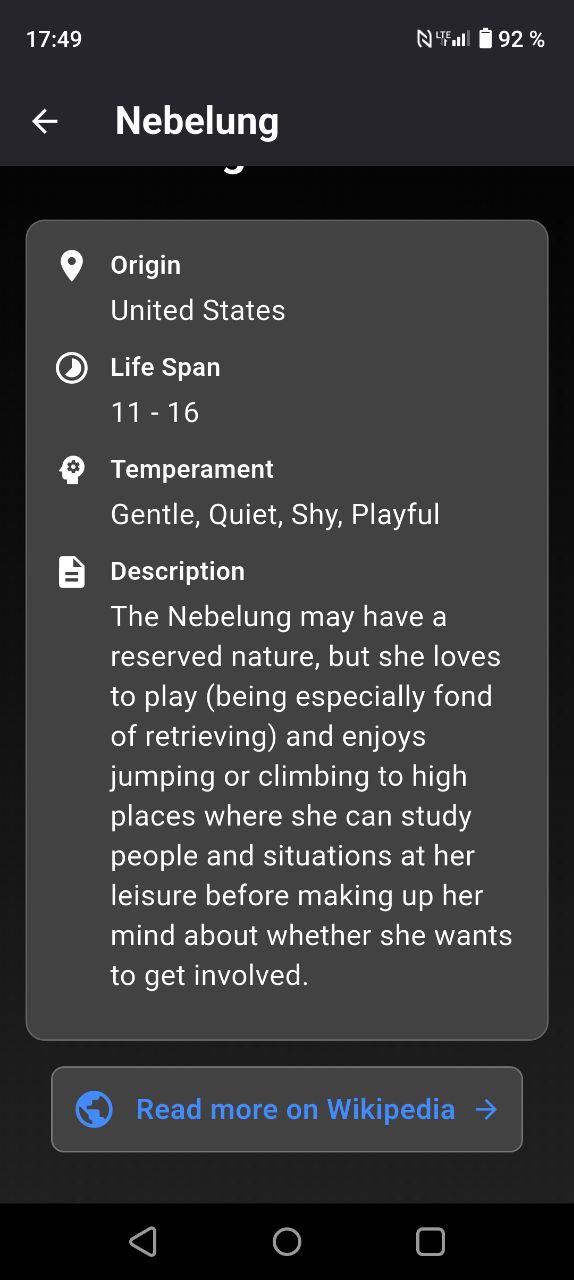 17:49
LTE
92 %
Nebelung
Origin
United States
Life Span
11 - 16
Temperament
Gentle, Quiet, Shy, Playful
Description
The Nebelung may have a
reserved nature, but she loves
to play (being especially fond
of retrieving) and enjoys
jumping or climbing to high
places where she can study
people and situations at her
leisure before making up her
mind about whether she wants
to get involved.
Read more on Wikipedia